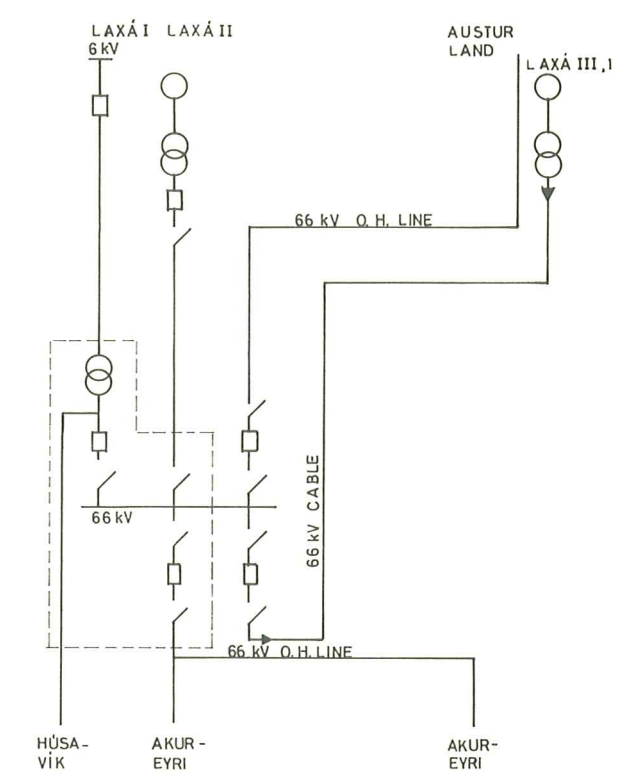 LAXÁ I LAXÁ II
6 kV
AUSTUR
LAND
LAXÁ III,1
66 kV O.H. LINE
66 kV CABLE
66 kV
66 kV O.H. LINE
HÚSA-
VÍK
AKUR-
EYRI
AKUR-
EYRI